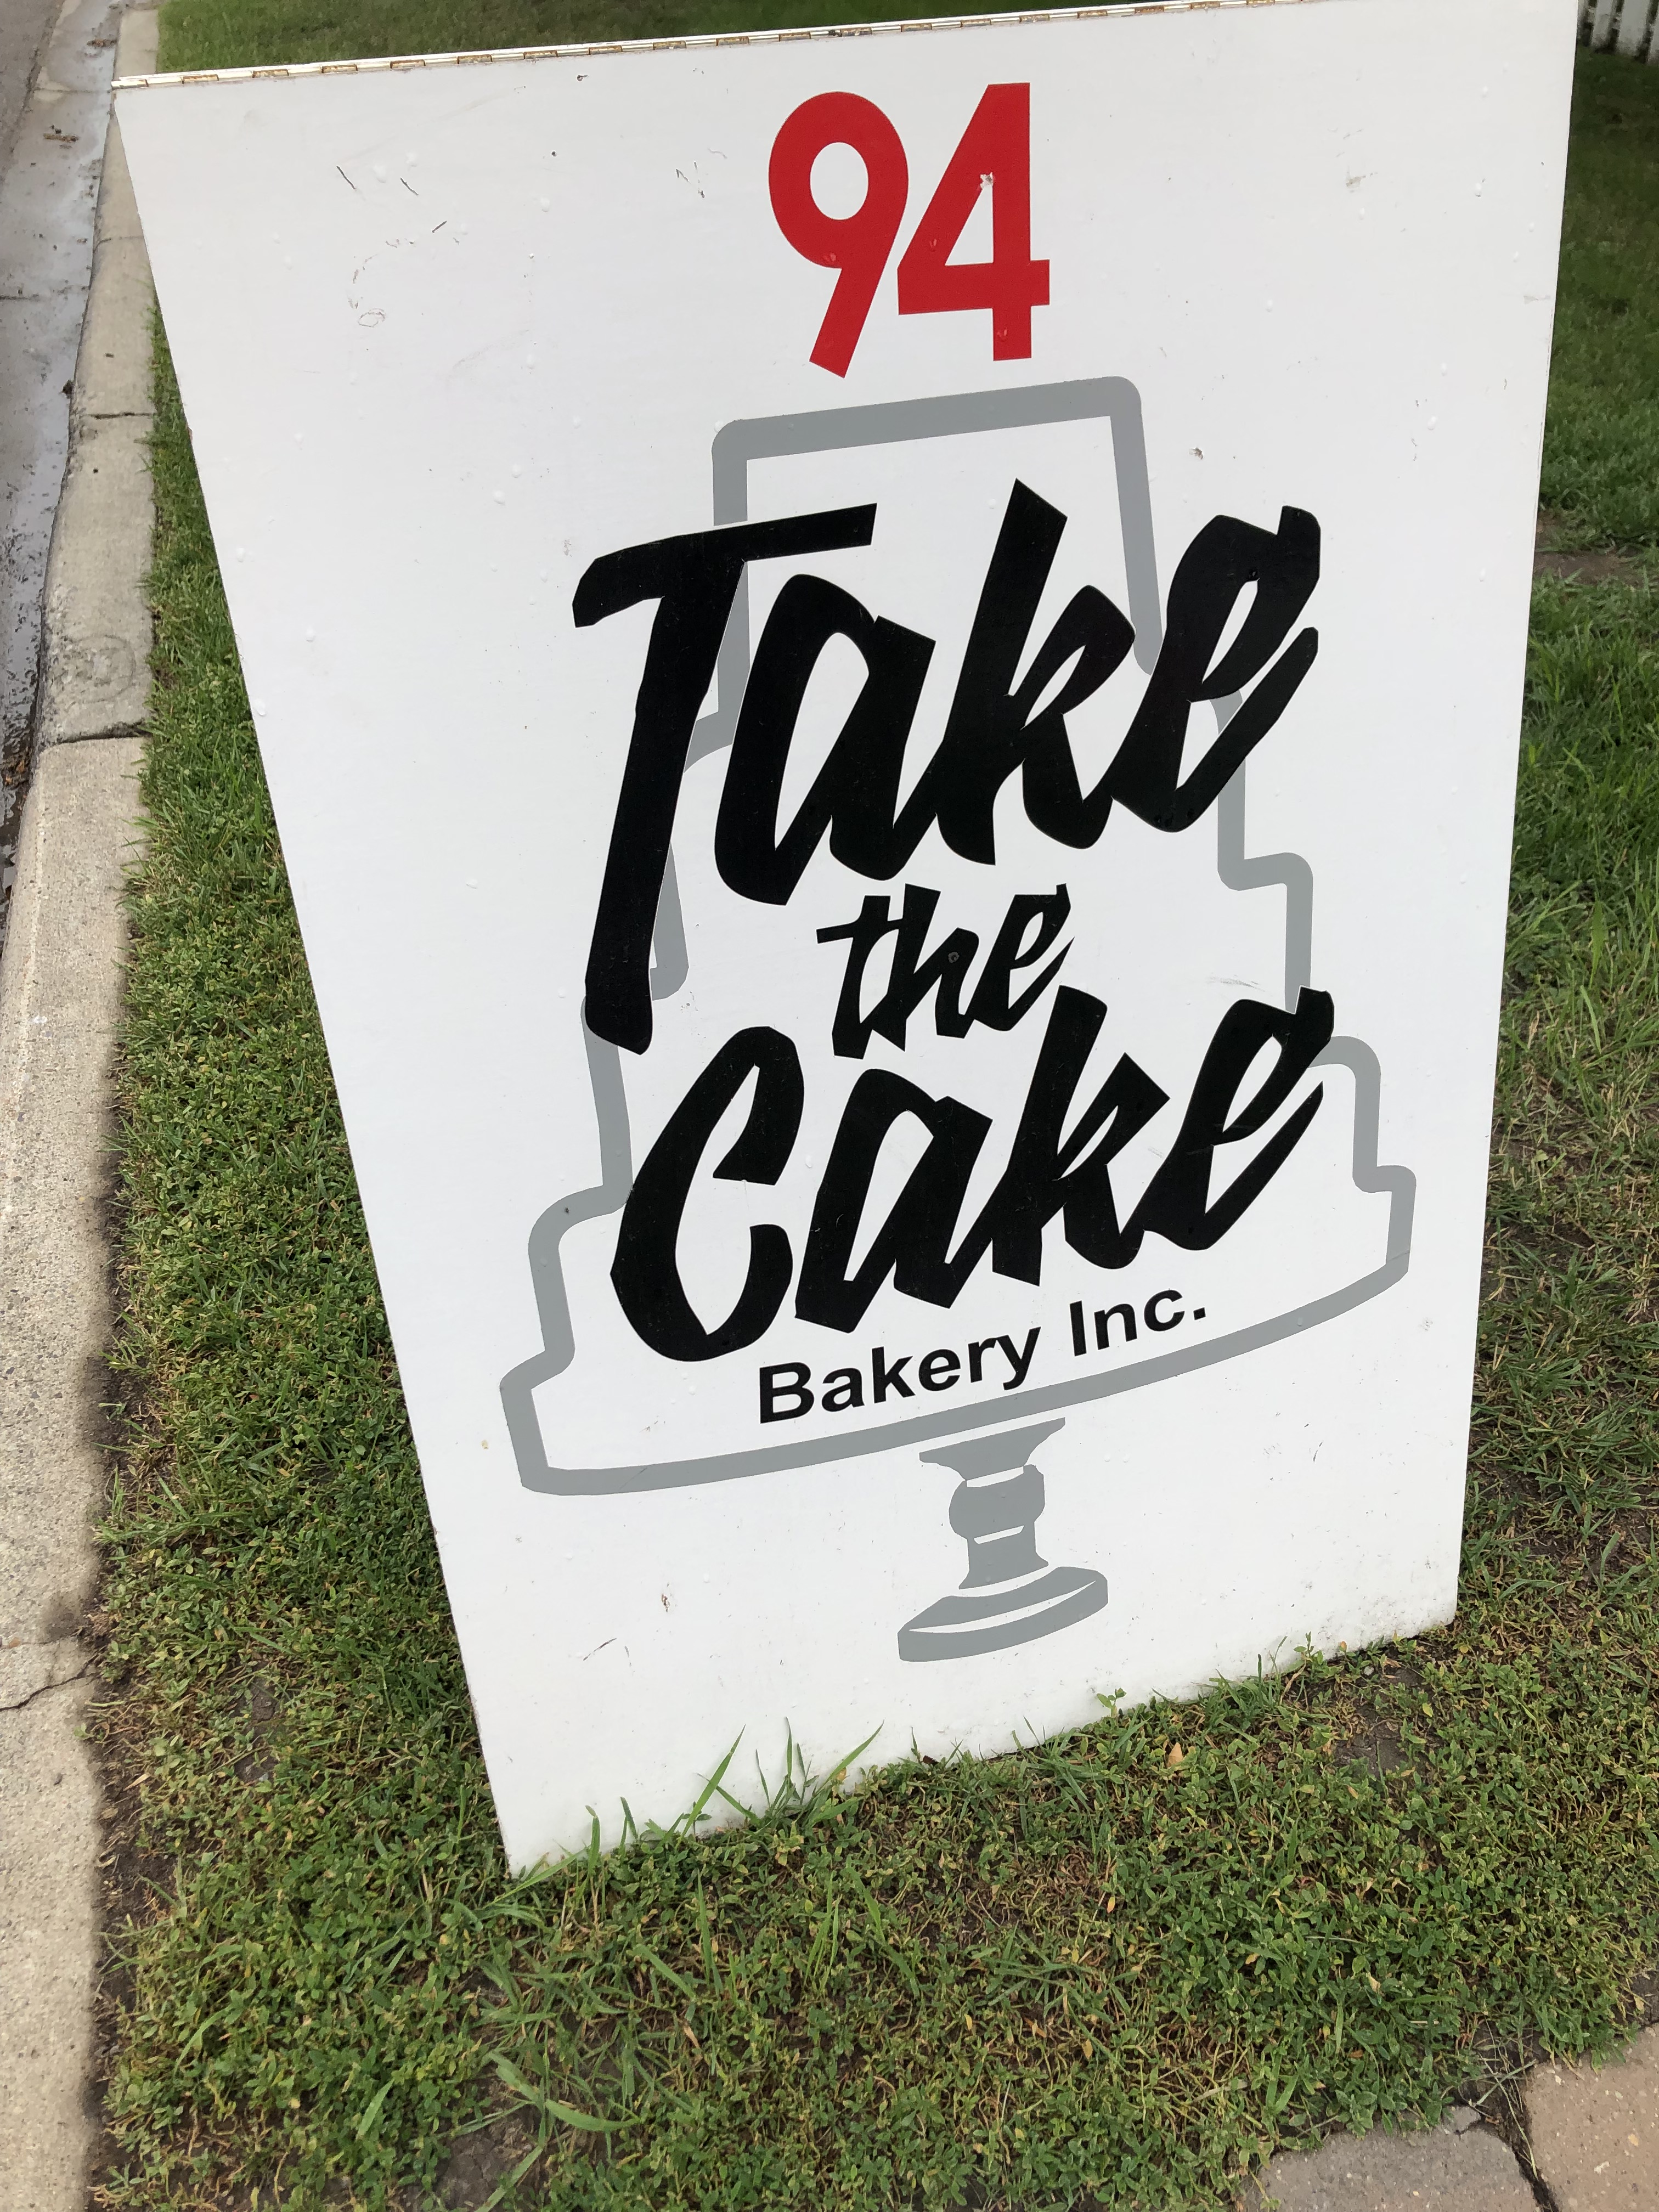 94
Take
the
Cake
Bakery Inc.